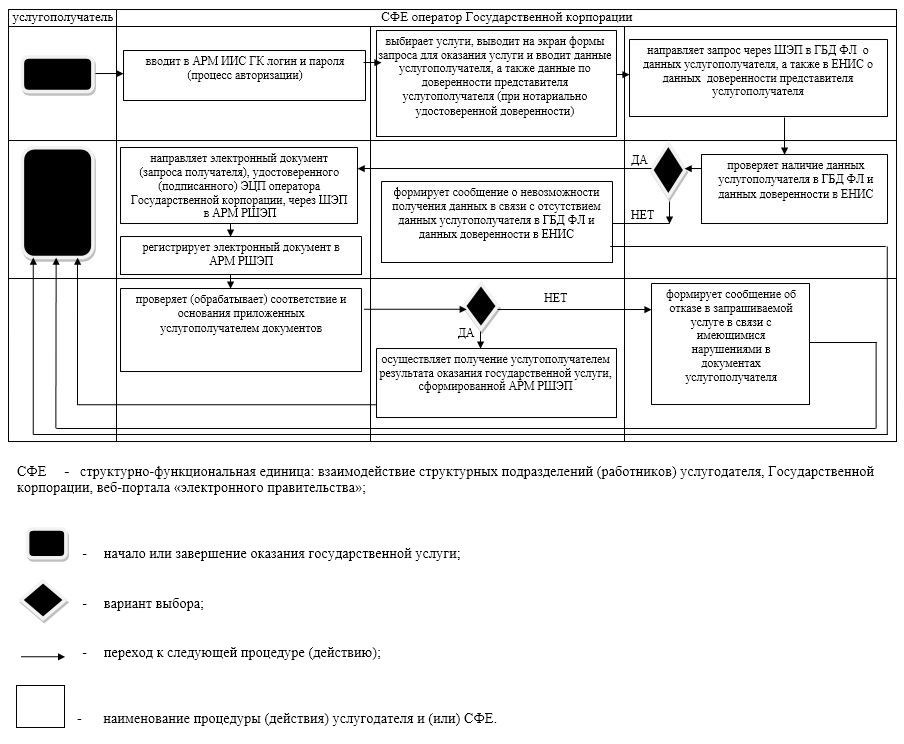 услугополучатель
СФЕ оператор Государственной корпорации
вводит в АРМ ИИС ГК логин и пароля
(процесс авторизации)
выбирает услуги, выводит на экран формы
запроса для оказания услуги и вводит данные
услугополучателя, а также данные по
доверенности представителя
услугополучателя (при нотариально
удостоверенной доверенности)
направляет запрос через ШЭП в ГБД ФЛ о
данных услугополучателя, а также в ЕНИС о
данных доверенности представителя
услугополучателя
направляет электронный документ
(запроса получателя), удостоверенного
(подписанного) ЭЦП оператора
Государственной корпорации, через ШЭП
в АРМ РШЭП
ДА
проверяет наличие данных
услугополучателя в ГБД ФЛ и
данных доверенности в ЕНИС
формирует сообщение о невозможности
получения данных в связи с отсутствием
данных услугополучателя в ГБД ФЛ и
данных доверенности в ЕНИС
НЕТ
регистрирует электронный документ в
АРМ РШЭП
проверяет (обрабатывает) соответствие и
основания приложенных
услугополучателем документов
НЕТ
ДА
формирует сообщение об
отказе в запрашиваемой
услуге в связи с
имеющимися
нарушениями в
документах
услугополучателя
осуществляет получение услугополучателем
результата оказания государственной услуги,
сформированной АРМ РШЭП
СФЕ - структурно-функциональная единица: взаимодействие структурных подразделений (работников) услугодателя, Государственной
корпорации, веб-портала «электронного правительства»;
- начало или завершение оказания государственной услуги;
- вариант выбора;
- переход к следующей процедуре (действию);
- наименование процедуры (действия) услугодателя и (или) СФЕ.